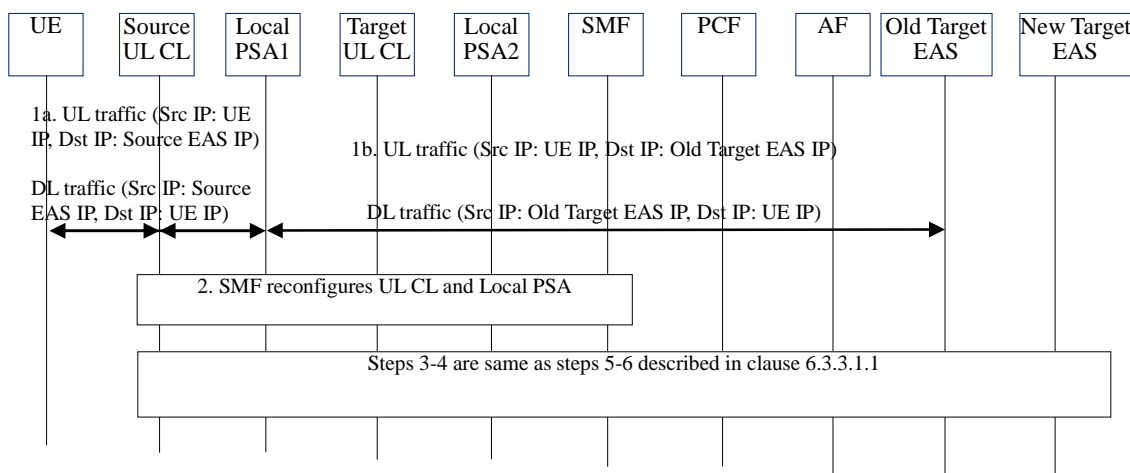 UE
Source
UL CL
Local
PSA1
Target
UL CL
Local
PSA2
SMF
PCF
AF
Old Target
EAS
New Target
EAS
1a. UL traffic (Src IP: UE
IP, Dst IP: Source EAS IP)
1b. UL traffic (Src IP: UE IP, Dst IP: Old Target EAS IP)
DL traffic (Src IP: Source
EAS IP, Dst IP: UE IP)
DL traffic (Src IP: Old Target EAS IP, Dst IP: UE IP)
2. SMF reconfigures UL CL and Local PSA
Steps 3-4 are same as steps 5-6 described in clause 6.3.3.1.1